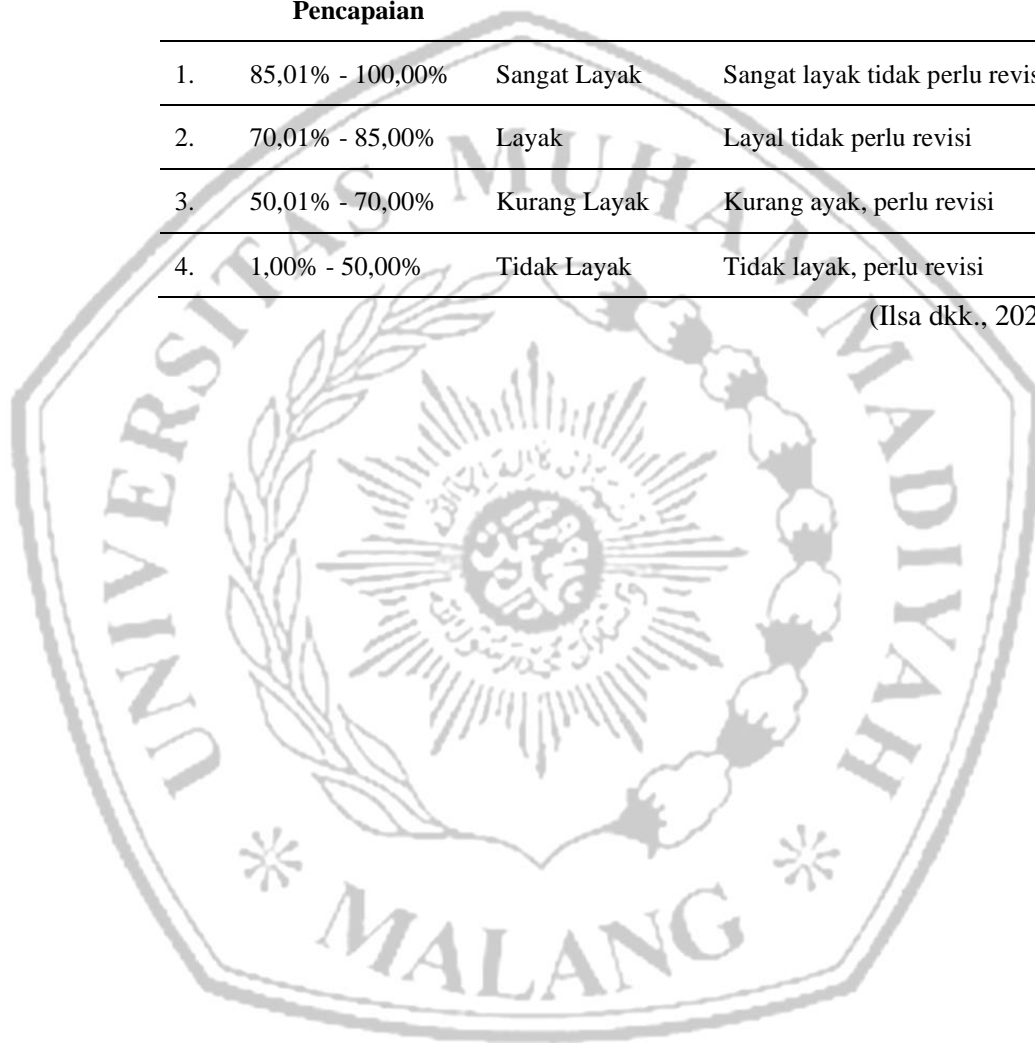 Pencapaian
1. 85,01% - 100,00% Sangat Layak Sangat layak tidak perlu revis
2. 70,01% - 85,00% Layak Layal tidak perlu revisi
3. 50,01% - 70,00% Kurang Layak Kurang ayak, perlu revisi
4. 1,00% - 50,00% Tidak Layak Tidak layak, perlu revisi
(Ilsa dkk., 202
UNIVERSITAS MUHAMMADIYAH
MALANG